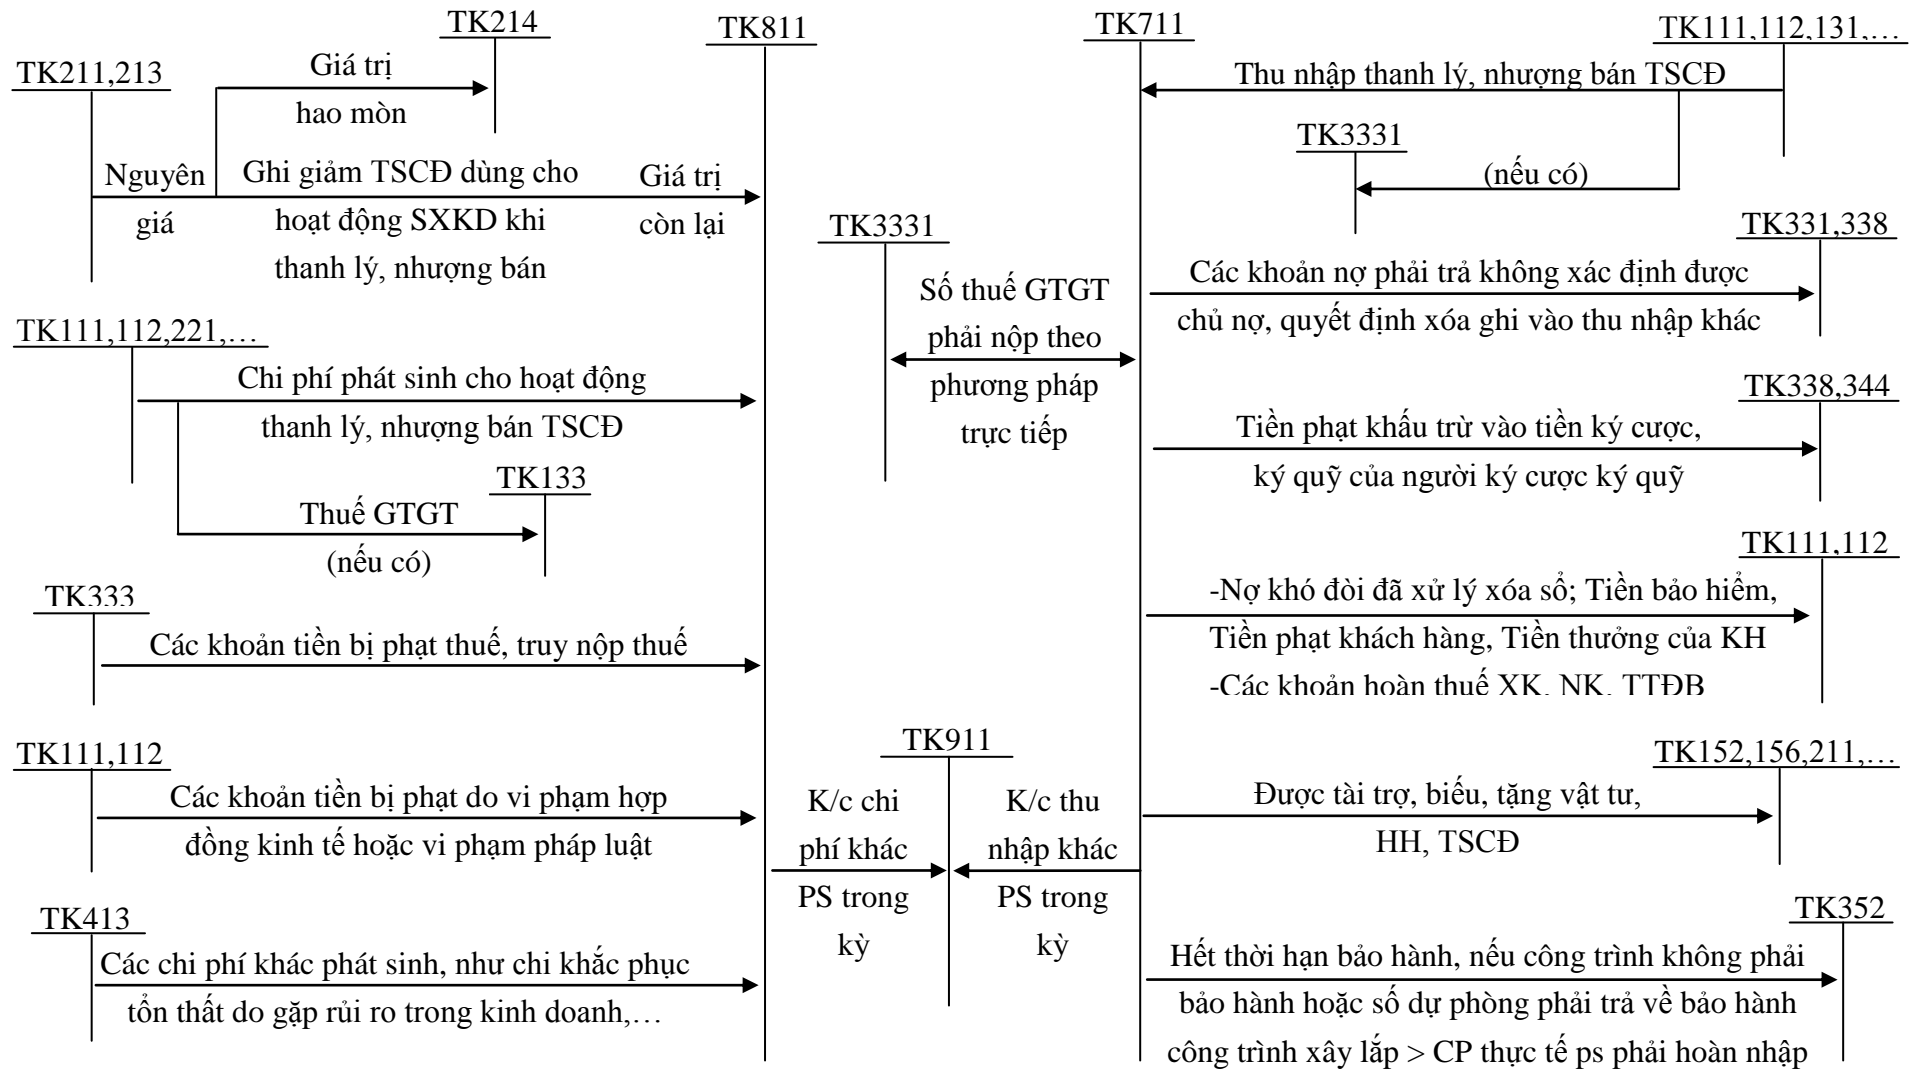 TK214
TK811
TK711
TK111,112,131,…
TK211,213
Giá trị
hao mòn
Thu nhập thanh lý, nhượng bán TSCĐ
TK3331
(nếu có)
Nguyên
giá
Ghi giảm TSCĐ dùng cho
hoạt động SXKD khi
thanh lý, nhượng bán
Giá trị
còn lại
TK3331
TK331,338
Số thuế GTGT
phải nộp theo
phương pháp
trực tiếp
Các khoản nợ phải trả không xác định được
chủ nợ, quyết định xóa ghi vào thu nhập khác
TK111,112,221,…
Chi phí phát sinh cho hoạt động
thanh lý, nhượng bán TSCĐ
TK338,344
Tiền phạt khấu trừ vào tiền ký cược,
ký quỹ của người ký cược ký quỹ
TK133
Thuế GTGT
(nếu có)
TK111,112
-Nợ khó đòi đã xử lý xóa sổ; Tiền bảo hiểm,
Tiền phạt khách hàng, Tiền thưởng của KH
-Các khoản hoàn thuế XK, NK, TTĐB
TK333
Các khoản tiền bị phạt thuế, truy nộp thuế
TK111,112
Các khoản tiền bị phạt do vi phạm hợp
đồng kinh tế hoặc vi phạm pháp luật
TK911
K/c chi
phí khác
PS trong
kỳ
K/c thu
nhập khác
PS trong
kỳ
TK152,156,211,…
Được tài trợ, biếu, tặng vật tư,
HH, TSCĐ
TK413
Các chi phí khác phát sinh, như chi khắc phục
tổn thất do gặp rủi ro trong kinh doanh,…
TK352
Hết thời hạn bảo hành, nếu công trình không phải
bảo hành hoặc số dự phòng phải trả về bảo hành
công trình xây lắp > CP thực tế ps phải hoàn nhập